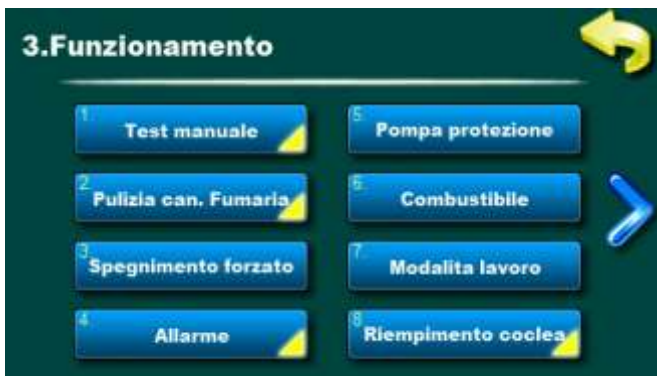 3.Funzionamento
1 Test manuale
5. Pompa protezione
2. Pulizia can. Fumaria
6. Combustibile
3 Spegnimento forzato
7. Modalita lavoro
4 Allarme
8 Riempimento coclea